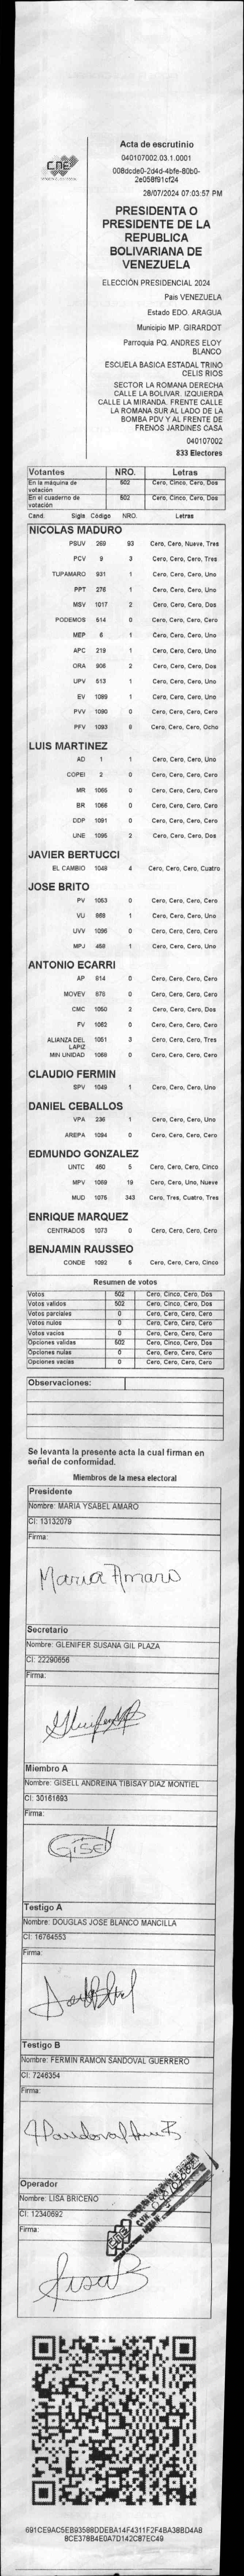 CNE
Acta de escrutinio
040107002.03.1.0001
008dcde0-2d4d-4bfe-80b0-
2e058f91cf24
28/07/2024 07:03:57 PM
PRESIDENTA O
PRESIDENTE DE LA
REPUBLICA
BOLIVARIANA DE
VENEZUELA
ELECCIÓN PRESIDENCIAL 2024
Pais VENEZUELA
Estado EDO. ARAGUA
Municipio MP. GIRARDOT
Parroquia PQ. ANDRES ELOY
BLANCO
ESCUELA BASICA ESTADAL TRINO
CELIS RIOS
SECTOR LA ROMANA DERECHA
CALLE LA BOLIVAR. IZQUIERDA
CALLE LA MIRANDA. FRENTE CALLE
LA ROMANA SUR AL LADO DE LA
BOMBA PDV Y AL FRENTE DE
FRENOS JARDINES CASA
040107002
833 Electores
Votantes NRO. Letras
En la máquina de votación 502 Cero, Cinco, Cero, Dos
En el cuaderno de votación 502 Cero, Cinco, Cero, Dos
Cand. Sigla Código NRO. Letras
NICOLAS MADURO
PSUV 269 93 Cero, Cero, Nueve, Tres
PCV 9 3 Cero, Cero, Cero, Tres
TUPAMARO 931 1 Cero, Cero, Cero, Uno
PPT 276 1 Cero, Cero, Cero, Uno
MSV 1017 2 Cero, Cero, Cero, Dos
PODEMOS 514 0 Cero, Cero, Cero, Cero
MEP 6 1 Cero, Cero, Cero, Uno
APC 219 1 Cero, Cero, Cero, Uno
ORA 906 2 Cero, Cero, Cero, Dos
UPV 513 1 Cero, Cero, Cero, Uno
EV 1089 1 Cero, Cero, Cero, Uno
PVV 1090 0 Cero, Cero, Cero, Cero
PFV 1093 8 Cero, Cero, Cero, Ocho
LUIS MARTINEZ
AD 1 1 Cero, Cero, Cero, Uno
COPEI 2 0 Cero, Cero, Cero, Cero
MR 1065 0 Cero, Cero, Cero, Cero
BR 1066 0 Cero, Cero, Cero, Cero
DDP 1091 0 Cero, Cero, Cero, Cero
UNE 1095 2 Cero, Cero, Cero, Dos
JAVIER BERTUCCI
EL CAMBIO 1048 4 Cero, Cero, Cero, Cuatro
JOSE BRITO
PV 1053 0 Cero, Cero, Cero, Cero
VU 868 1 Cero, Cero, Cero, Uno
UVV 1096 0 Cero, Cero, Cero, Cero
MPJ 458 1 Cero, Cero, Cero, Uno
ANTONIO ECARRI
AP 814 0 Cero, Cero, Cero, Cero
MOVEV 878 0 Cero, Cero, Cero, Cero
CMC 1050 2 Cero, Cero, Cero, Dos
FV 1062 0 Cero, Cero, Cero, Cero
ALIANZA DEL LAPIZ 1051 3 Cero, Cero, Cero, Tres
MIN UNIDAD 1068 0 Cero, Cero, Cero, Cero
CLAUDIO FERMIN
SPV 1049 1 Cero, Cero, Cero, Uno
DANIEL CEBALLOS
VPA 236 1 Cero, Cero, Cero, Uno
AREPA 1094 0 Cero, Cero, Cero, Cero
EDMUNDO GONZALEZ
UNTC 460 5 Cero, Cero, Cero, Cinco
MPV 1069 19 Cero, Cero, Uno, Nueve
MUD 1075 343 Cero, Tres, Cuatro, Tres
ENRIQUE MARQUEZ
CENTRADOS 1073 0 Cero, Cero, Cero, Cero
BENJAMIN RAUSSEO
CONDE 1092 5 Cero, Cero, Cero, Cinco
Resumen de votos
Votos 502 Cero, Cinco, Cero, Dos
Votos validos 502 Cero, Cinco, Cero, Dos
Votos parciales 0 Cero, Cero, Cero, Cero
Votos nulos 0 Cero, Cero, Cero, Cero
Votos vacios 0 Cero, Cero, Cero, Cero
Opciones validas 502 Cero, Cinco, Cero, Dos
Opciones nulas 0 Cero, Cero, Cero, Cero
Opciones vacias 0 Cero, Cero, Cero, Cero
Observaciones:
Se levanta la presente acta la cual firman en
señal de conformidad.
Miembros de la mesa electoral
Presidente
Nombre: MARIA YSABEL AMARO
CI: 13132079
Firma:
Maria Amaro
Secretario
Nombre: GLENIFER SUSANA GIL PLAZA
CI: 22290656
Firma:
Miembro A
Nombre: GISELL ANDREINA TIBISAY DIAZ MONTIEL
CI: 30161693
Firma:
Testigo A
Nombre: DOUGLAS JOSE BLANCO MANCILLA
CI: 16764553
Firma:
Testigo B
Nombre: FERMIN RAMON SANDOVAL GUERRERO
CI: 7246354
Firma:
Operador
Nombre: LISA BRICEÑO
CI: 12340692
Firma:
CNE
691CE9AC5EB93588DDEBA14F4311F2F4BA38BD4AB
8CE378B4E0A7D142C87EC49